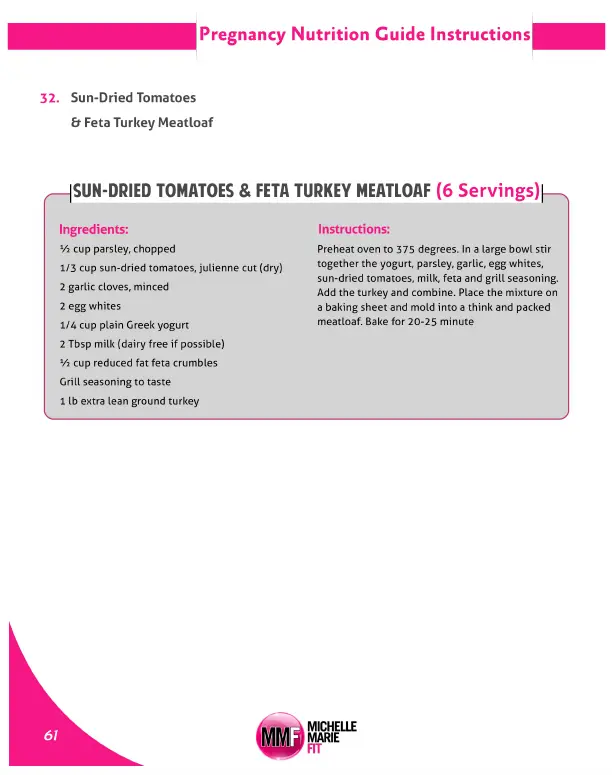 Pregnancy Nutrition Guide Instructions
32. Sun-Dried Tomatoes
& Feta Turkey Meatloaf
SUN-DRIED TOMATOES & FETA TURKEY MEATLOAF (6 Servings)
Ingredients:
½ cup parsley, chopped
1/3 cup sun-dried tomatoes, julienne cut (dry)
2 garlic cloves, minced
2 egg whites
1/4 cup plain Greek yogurt
2 Tbsp milk (dairy free if possible)
½ cup reduced fat feta crumbles
Grill seasoning to taste
1 lb extra lean ground turkey
Instructions:
Preheat oven to 375 degrees. In a large bowl stir
together the yogurt, parsley, garlic, egg whites,
sun-dried tomatoes, milk, feta and grill seasoning.
Add the turkey and combine. Place the mixture on
a baking sheet and mold into a think and packed
meatloaf. Bake for 20-25 minute
61
MMF
MICHELLE
MARIE
FIT